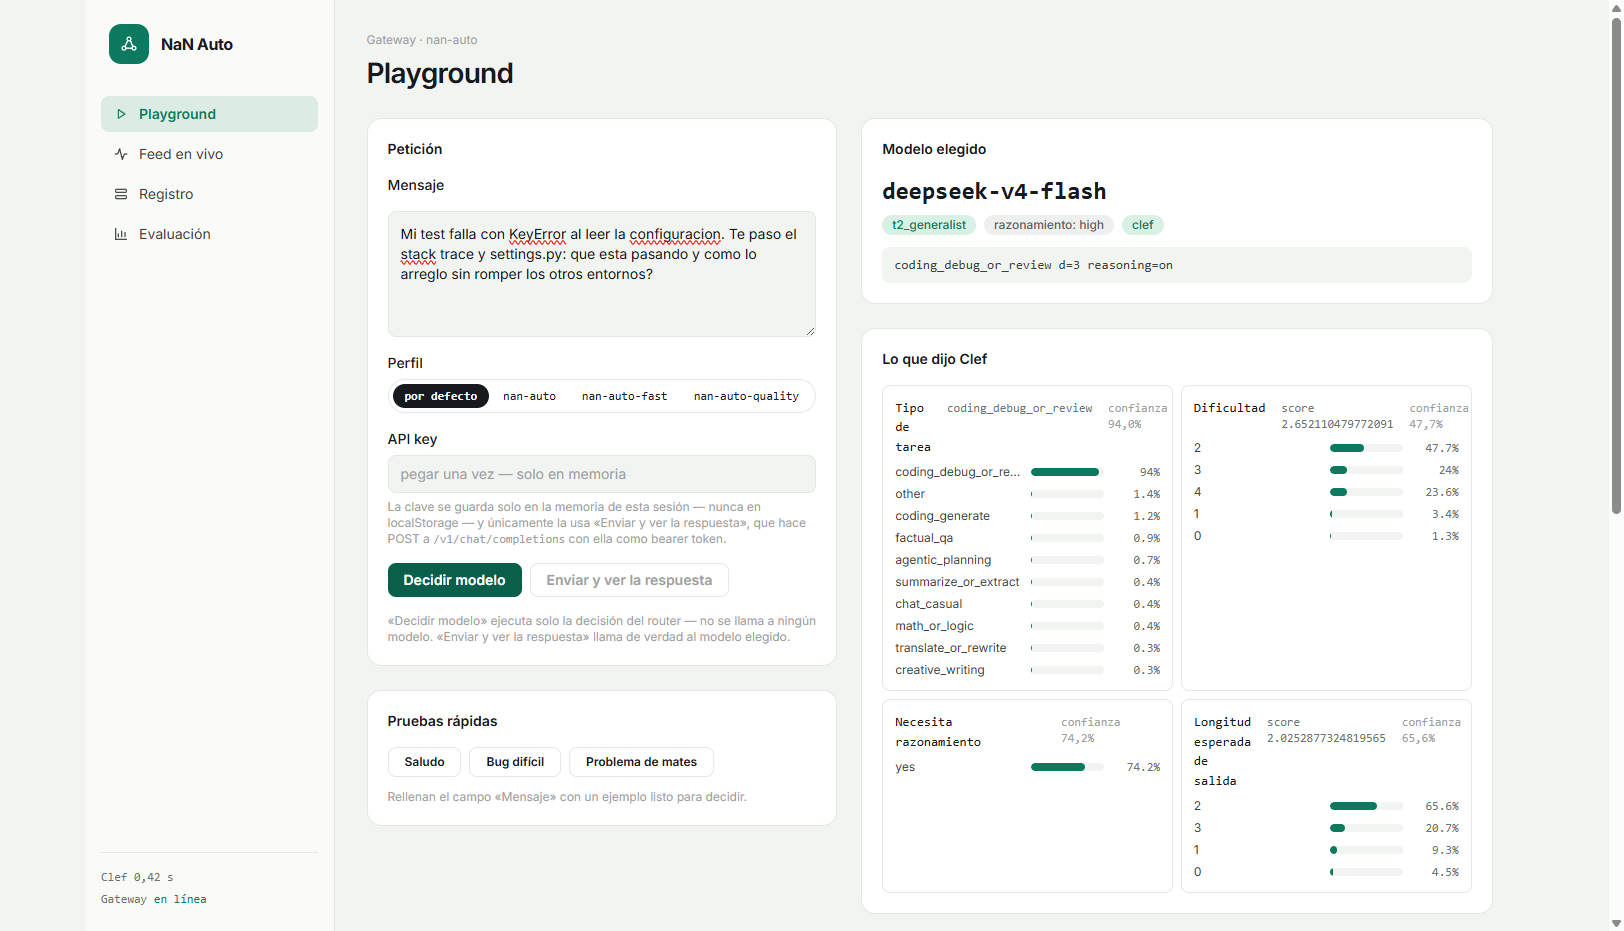 NaN Auto
Playground
Feed en vivo
Registro
Evaluación
Clef 0,42 s
Gateway en línea
Gateway · nan-auto
Playground
Petición
Mensaje
Mi test falla con KeyError al leer la configuracion. Te paso el
stack trace y settings.py: que esta pasando y como lo
arreglo sin romper los otros entornos?
Perfil
por defecto nan-auto nan-auto-fast nan-auto-quality
API key
pegar una vez — solo en memoria
La clave se guarda solo en la memoria de esta sesión — nunca en
localStorage — y únicamente la usa «Enviar y ver la respuesta», que hace
POST a /v1/chat/completions con ella como bearer token.
Decidir modelo Enviar y ver la respuesta
«Decidir modelo» ejecuta solo la decisión del router — no se llama a ningún
modelo. «Enviar y ver la respuesta» llama de verdad al modelo elegido.
Pruebas rápidas
Saludo Bug difícil Problema de mates
Rellenan el campo «Mensaje» con un ejemplo listo para decidir.
Modelo elegido
deepseek-v4-flash
t2_generalist razonamiento: high clef
coding_debug_or_review d=3 reasoning=on
Lo que dijo Clef
Tipo coding_debug_or_review confianza
de 94,0%
tarea
coding_debug_or_re... 94%
other 1.4%
coding_generate 1.2%
factual_qa 0.9%
agentic_planning 0.7%
summarize_or_extract 0.4%
chat_casual 0.4%
math_or_logic 0.4%
translate_or_rewrite 0.3%
creative_writing 0.3%
Dificultad score confianza
2.652110479772091 47,7%
2 47.7%
3 24%
4 23.6%
1 3.4%
0 1.3%
Necesita confianza
razonamiento 74,2%
yes 74.2%
Longitud score confianza
esperada 2.0252877324819565 65,6%
de
salida
2 65.6%
3 20.7%
1 9.3%
0 4.5%